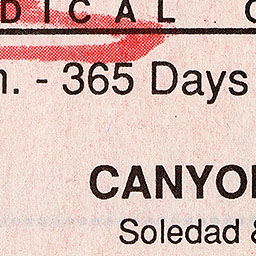 DICAL C
n. - 365 Days
CANYO
Soledad &